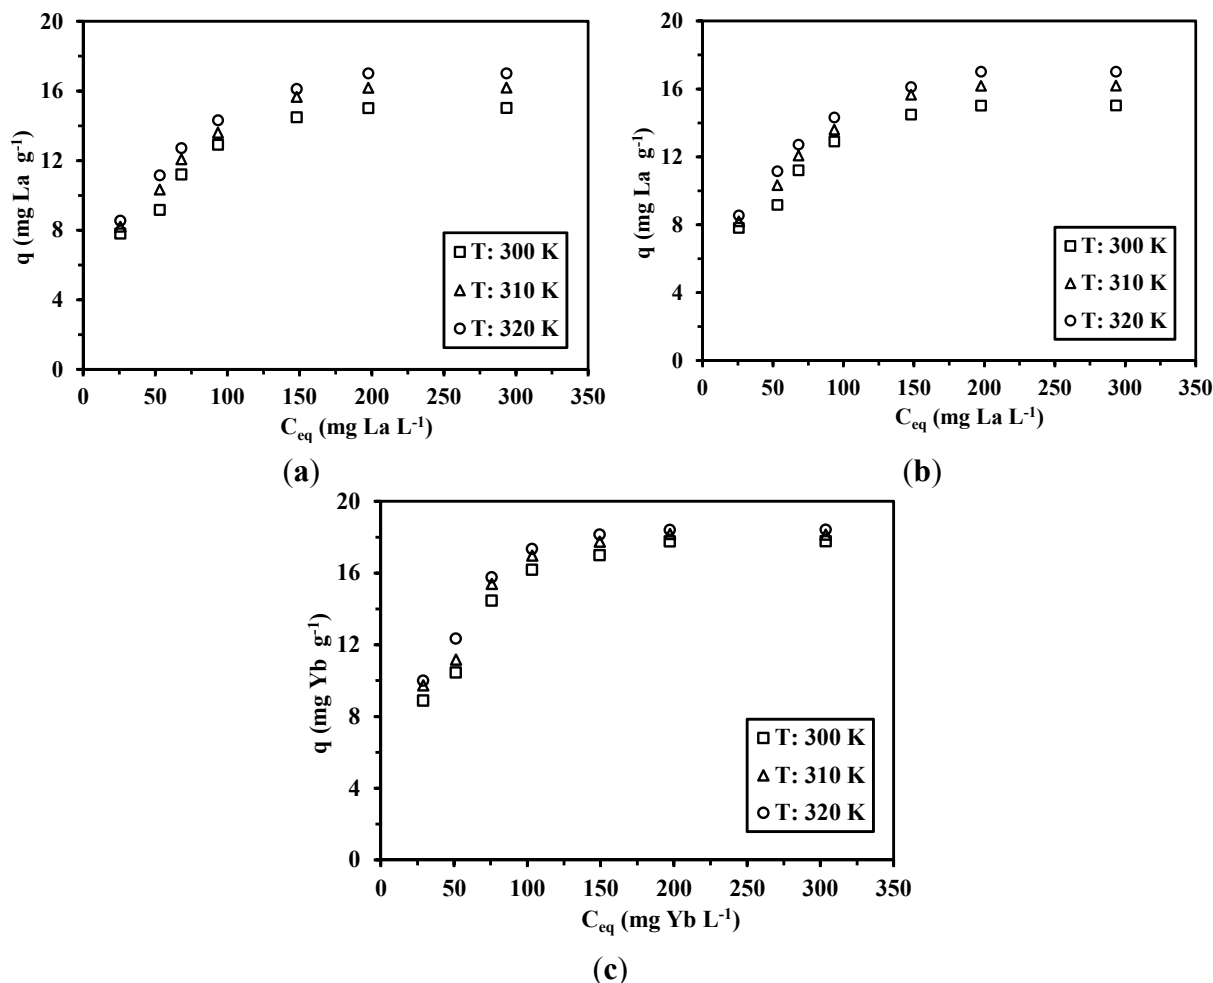 20
16
12
8
4
0
q (mg La g⁻¹)
T: 300 K
T: 310 K
T: 320 K
0 50 100 150 200 250 300 350
C_eq (mg La L⁻¹)
(a)
20
16
12
8
4
0
q (mg La g⁻¹)
T: 300 K
T: 310 K
T: 320 K
0 50 100 150 200 250 300 350
C_eq (mg La L⁻¹)
(b)
20
16
12
8
4
0
q (mg Yb g⁻¹)
T: 300 K
T: 310 K
T: 320 K
0 50 100 150 200 250 300 350
C_eq (mg Yb L⁻¹)
(c)